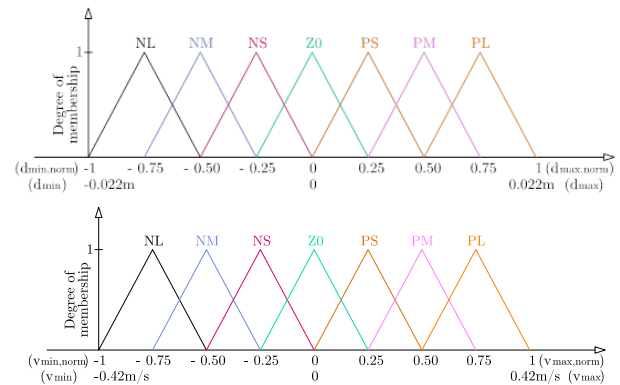 NL NM NS Z0 PS PM PL
1
Degree of
membership
(dmin,norm) -1 - 0.75 - 0.50 - 0.25 0 0.25 0.50 0.75 1 (dmax,norm)
(dmin) -0.022m 0 0.022m (dmax)
NL NM NS Z0 PS PM PL
1
Degree of
membership
(vmin,norm) -1 - 0.75 - 0.50 - 0.25 0 0.25 0.50 0.75 1 (vmax,norm)
(vmin) -0.42m/s 0 0.42m/s (vmax)